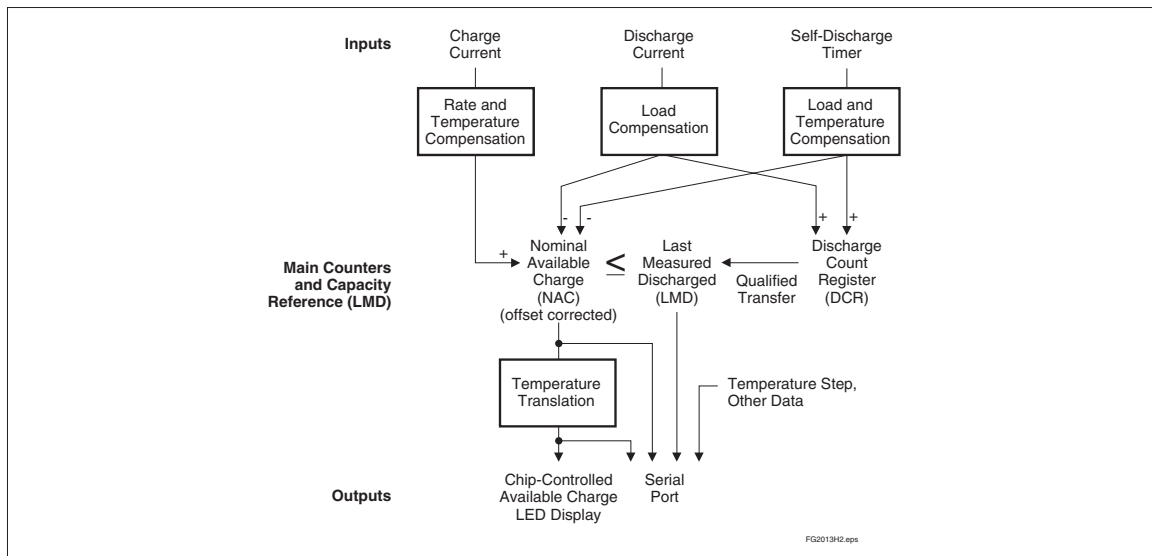 Inputs
Charge
Current
Discharge
Current
Self-Discharge
Timer
Rate and
Temperature
Compensation
Load
Compensation
Load and
Temperature
Compensation
-
-
+
+
+
Main Counters
and Capacity
Reference (LMD)
Nominal
Available
Charge
(NAC)
(offset corrected)
≤
Last
Measured
Discharged
(LMD)
Qualified
Transfer
Discharge
Count
Register
(DCR)
Temperature
Translation
Temperature Step,
Other Data
Outputs
Chip-Controlled
Available Charge
LED Display
Serial
Port
FG2013H2.eps